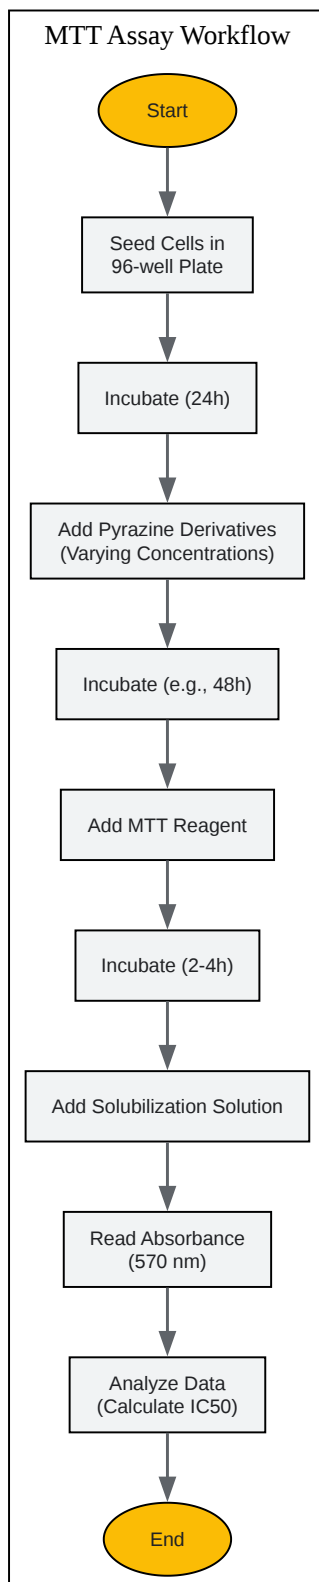 MTT Assay Workflow
Start
Seed Cells in
96-well Plate
Incubate (24h)
Add Pyrazine Derivatives
(Varying Concentrations)
Incubate (e.g., 48h)
Add MTT Reagent
Incubate (2-4h)
Add Solubilization Solution
Read Absorbance
(570 nm)
Analyze Data
(Calculate IC50)
End